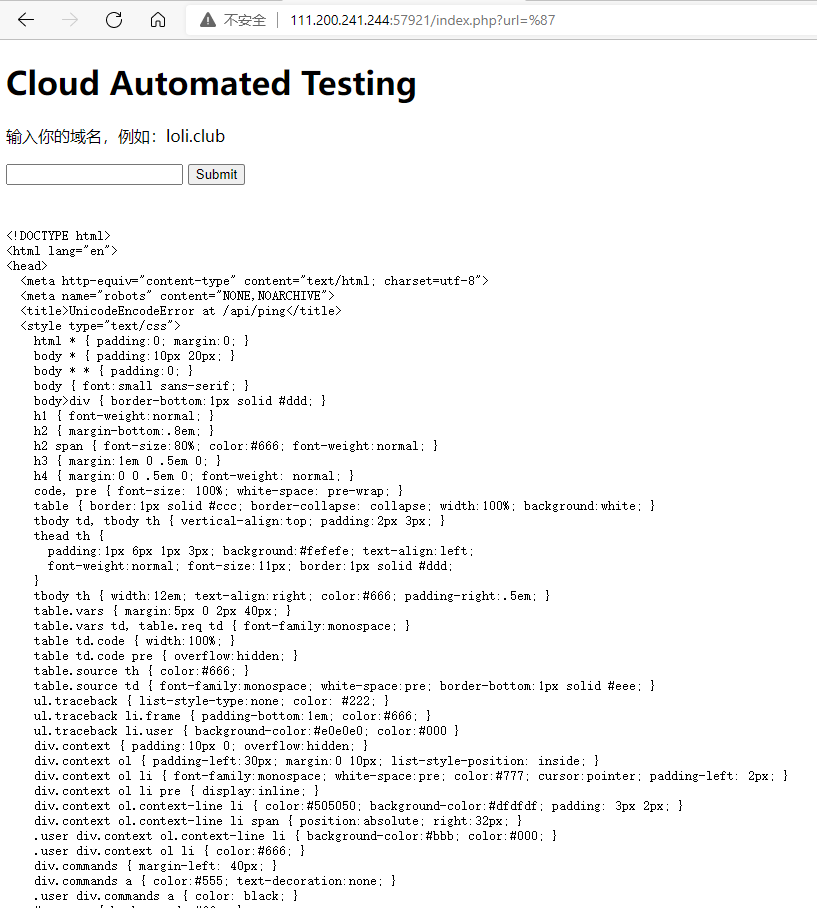 不安全 | 111.200.241.244:57921/index.php?url=%87
Cloud Automated Testing
输入你的域名，例如：loli.club
Submit
<!DOCTYPE html>
<html lang="en">
<head>
  <meta http-equiv="content-type" content="text/html; charset=utf-8">
  <meta name="robots" content="NONE,NOARCHIVE">
  <title>UnicodeEncodeError at /api/ping</title>
  <style type="text/css">
    html * { padding:0; margin:0; }
    body * { padding:10px 20px; }
    body * * { padding:0; }
    body { font:small sans-serif; }
    body>div { border-bottom:1px solid #ddd; }
    h1 { font-weight:normal; }
    h2 { margin-bottom:.8em; }
    h2 span { font-size:80%; color:#666; font-weight:normal; }
    h3 { margin:1em 0 .5em 0; }
    h4 { margin:0 0 .5em 0; font-weight: normal; }
    code, pre { font-size: 100%; white-space: pre-wrap; }
    table { border:1px solid #ccc; border-collapse: collapse; width:100%; background:white; }
    tbody td, tbody th { vertical-align:top; padding:2px 3px; }
    thead th {
      padding:1px 6px 1px 3px; background:#fefefe; text-align:left;
      font-weight:normal; font-size:11px; border:1px solid #ddd;
    }
    tbody th { width:12em; text-align:right; color:#666; padding-right:.5em; }
    table.vars { margin:5px 0 2px 40px; }
    table.vars td, table.req td { font-family:monospace; }
    table td.code { width:100%; }
    table td.code pre { overflow:hidden; }
    table.source th { color:#666; }
    table.source td { font-family:monospace; white-space:pre; border-bottom:1px solid #eee; }
    ul.traceback { list-style-type:none; color: #222; }
    ul.traceback li.frame { padding-bottom:1em; color:#666; }
    ul.traceback li.user { background-color:#e0e0e0; color:#000 }
    div.context { padding:10px 0; overflow:hidden; }
    div.context ol { padding-left:30px; margin:0 10px; list-style-position: inside; }
    div.context ol li { font-family:monospace; white-space:pre; color:#777; cursor:pointer; padding-left: 2px; }
    div.context ol li pre { display:inline; }
    div.context ol.context-line li { color:#505050; background-color:#dfdfdf; padding: 3px 2px; }
    div.context ol.context-line li span { position:absolute; right:32px; }
    .user div.context ol.context-line li { background-color:#bbb; color:#000; }
    .user div.context ol li { color:#666; }
    div.commands { margin-left: 40px; }
    div.commands a { color:#555; text-decoration:none; }
    .user div.commands a { color: black; }